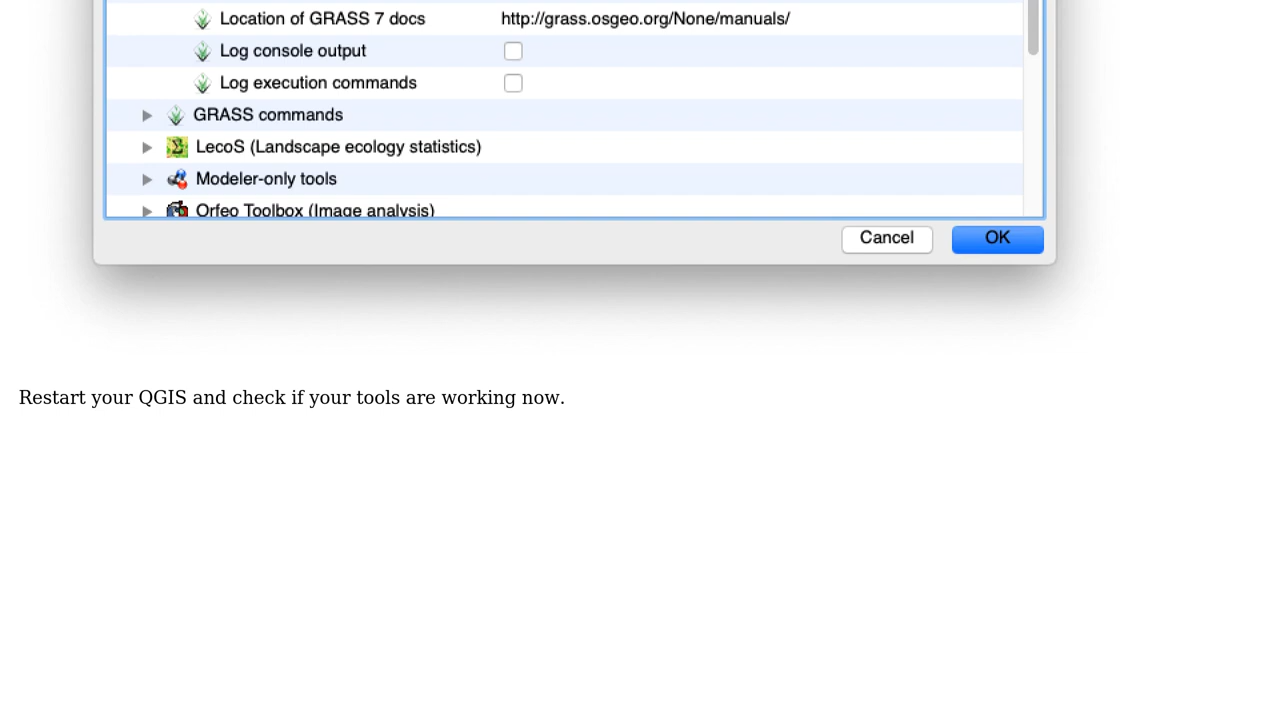 Location of GRASS 7 docs http://grass.osgeo.org/None/manuals/
Log console output
Log execution commands
GRASS commands
LecoS (Landscape ecology statistics)
Modeler-only tools
Orfeo Toolbox (Image analysis)
Cancel OK
Restart your QGIS and check if your tools are working now.